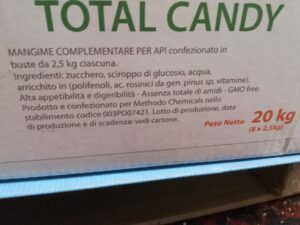 TOTAL CANDY
MANGIME COMPLEMENTARE PER API confezionato in
buste da 2,5 kg ciascuna.
Ingredienti: zucchero, sciroppo di glucosio, acqua,
arricchito in (polifenoli, ac. rosinici da gen. pinus sp, vitamine).
Alta appetibilità e digeribilità - Assenza totale di amidi - GMO free.
Prodotto e confezionato per Methodo Chemicals nello
stabilimento codice 003PD07421. Lotto di produzione, data
di produzione e di scadenza: vedi cartone.
Peso Netto 20 kg
(8 x 2,5kg)